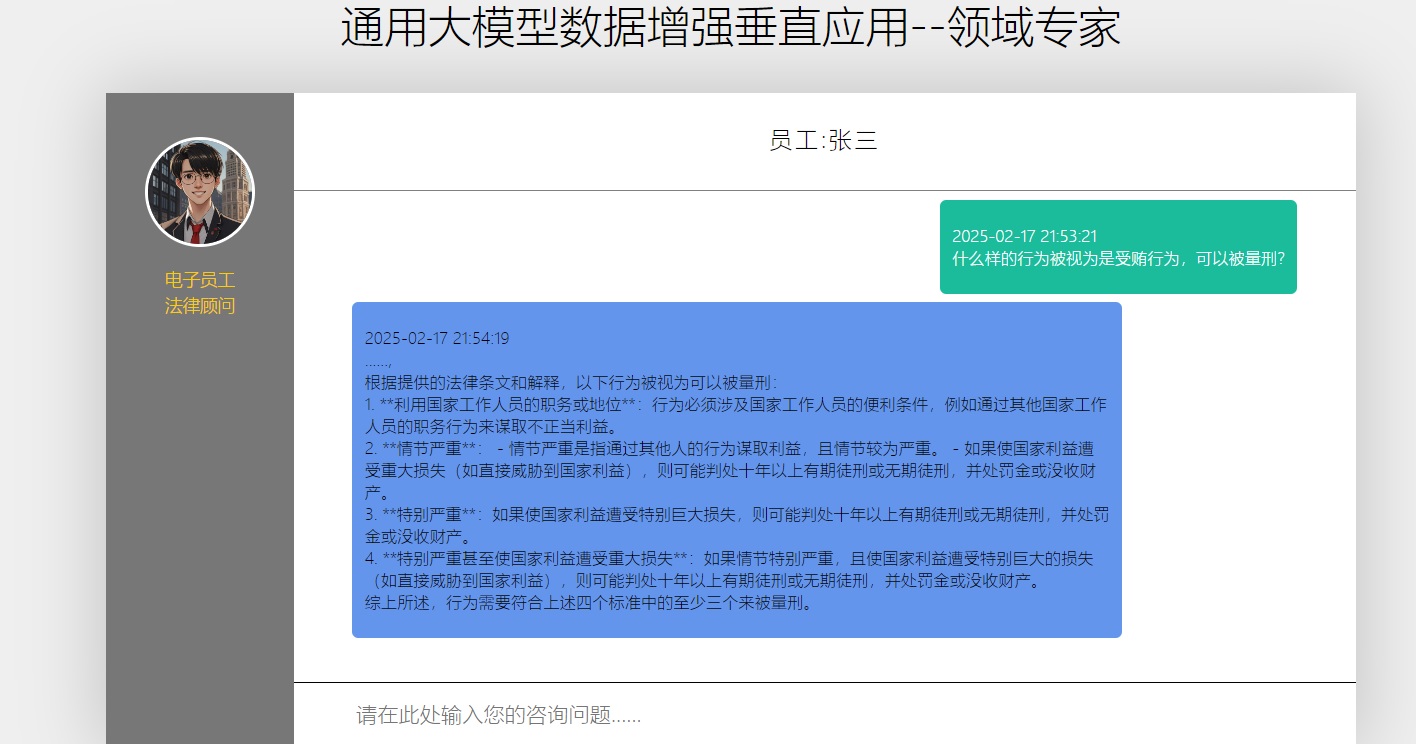 通用大模型数据增强垂直应用--领域专家
员工:张三
电子员工
法律顾问
2025-02-17 21:53:21
什么样的行为被视为是受贿行为，可以被量刑?
2025-02-17 21:54:19
......,
根据提供的法律条文和解释，以下行为被视为可以被量刑：
1. **利用国家工作人员的职务或地位**：行为必须涉及国家工作人员的便利条件，例如通过其他国家工作
人员的职务行为来谋取不正当利益。
2. **情节严重**： - 情节严重是指通过其他人的行为谋取利益，且情节较为严重。 - 如果使国家利益遭
受重大损失（如直接威胁到国家利益），则可能判处十年以上有期徒刑或无期徒刑，并处罚金或没收财
产。
3. **特别严重**：如果使国家利益遭受特别巨大损失，则可能判处十年以上有期徒刑或无期徒刑，并处罚
金或没收财产。
4. **特别严重甚至使国家利益遭受重大损失**：如果情节特别严重，且使国家利益遭受特别巨大的损失
（如直接威胁到国家利益），则可能判处十年以上有期徒刑或无期徒刑，并处罚金或没收财产。
综上所述，行为需要符合上述四个标准中的至少三个来被量刑。
请在此处输入您的咨询问题......